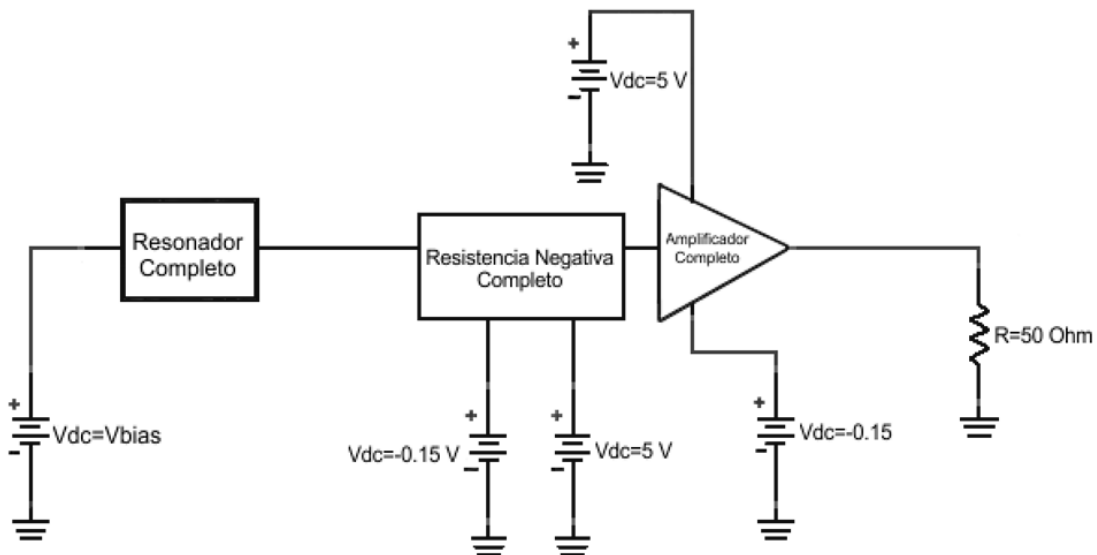 +
Vdc=5 V
-
Resonador
Completo
Resistencia Negativa
Completo
Amplificador
Completo
R=50 Ohm
+
Vdc=Vbias
-
+
Vdc=-0.15 V
-
+
Vdc=5 V
-
+
Vdc=-0.15
-